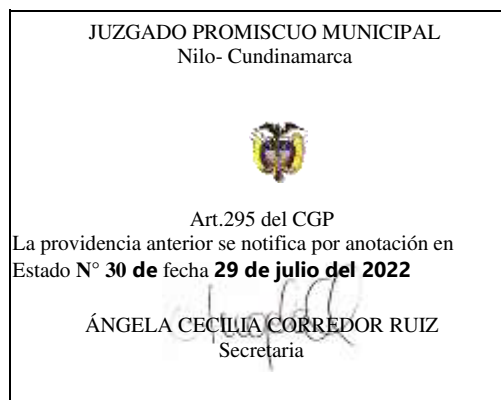 JUZGADO PROMISCUO MUNICIPAL
Nilo- Cundinamarca
Art.295 del CGP
La providencia anterior se notifica por anotación en
Estado N° 30 de fecha 29 de julio del 2022
ÁNGELA CECILIA CORREDOR RUIZ
Secretaria